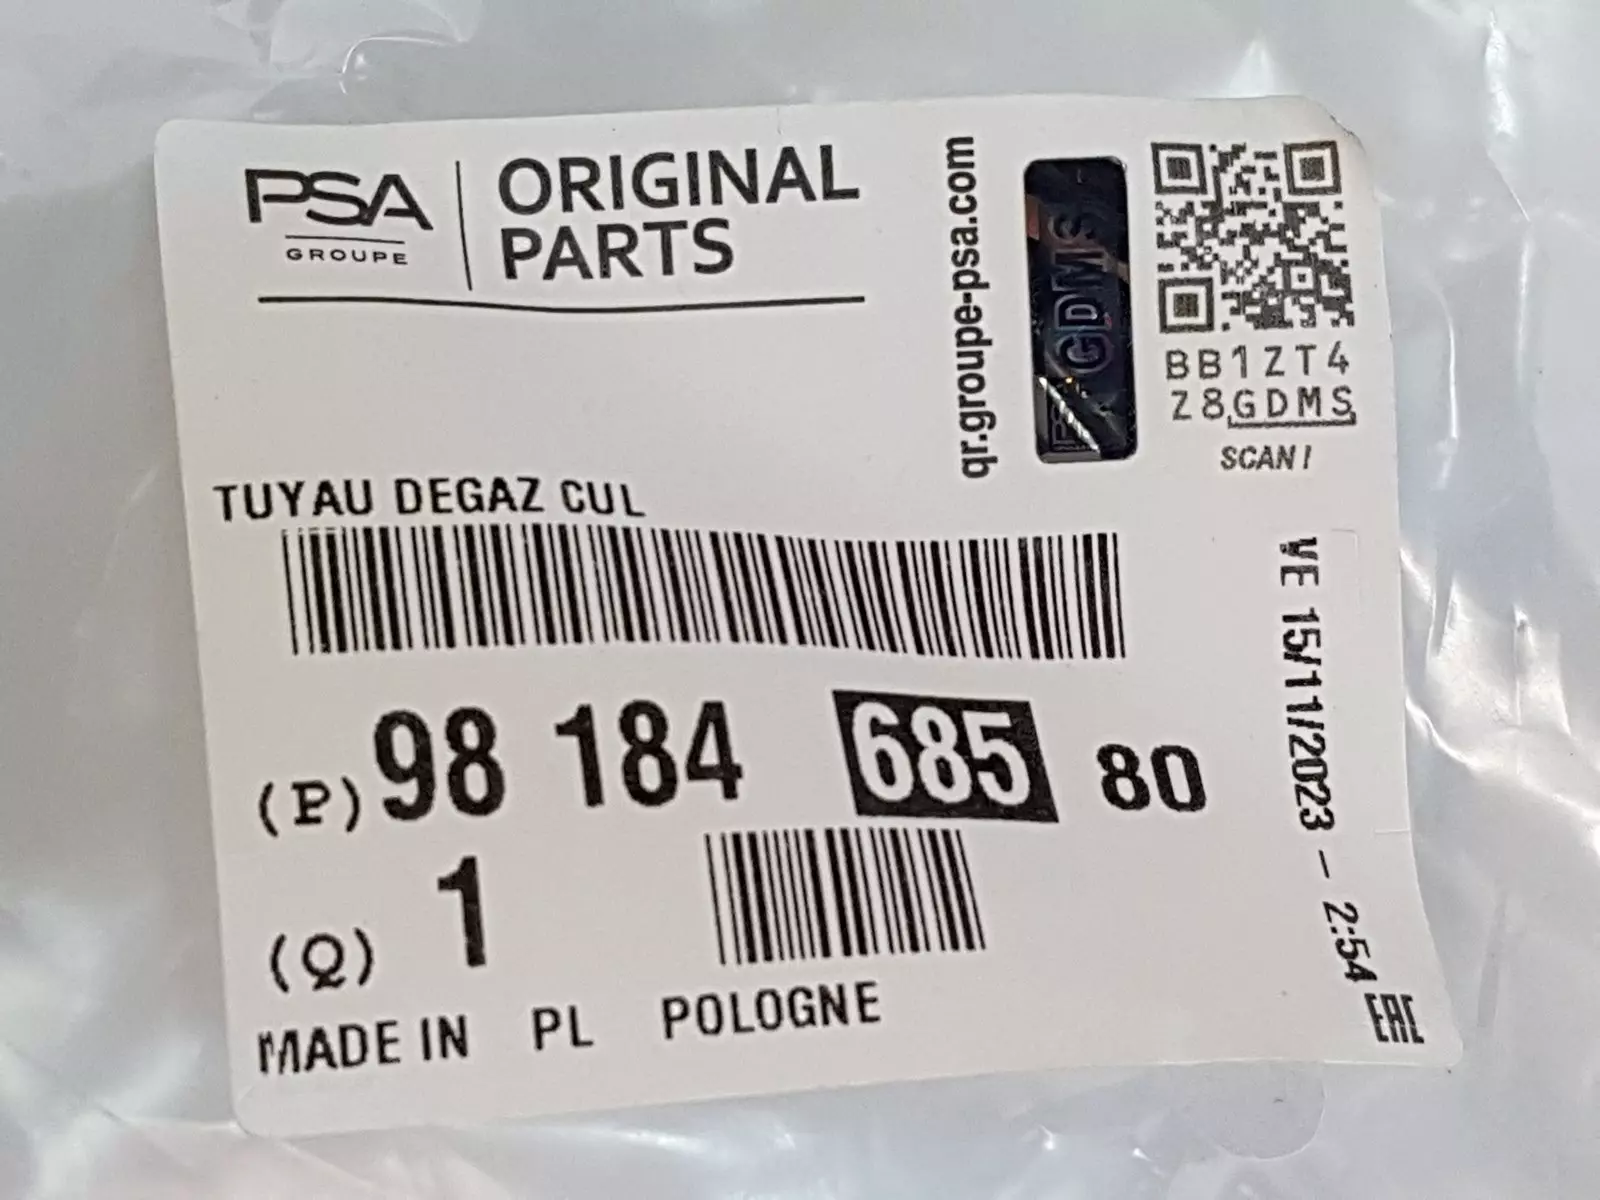 PSA
GROUPE
ORIGINAL
PARTS
qr.groupe-psa.com
GDMS
BB1ZT4
Z8GDMS
SCAN!
TUYAU DEGAZ CUL
(P) 98 184 685 80
(Q) 1
MADE IN PL POLOGNE
VE 15/11/2023 - 2:54
EAC